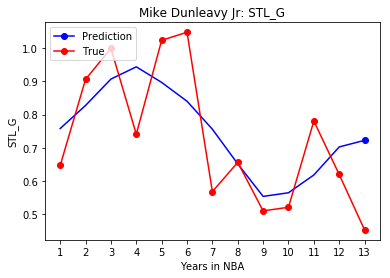 Mike Dunleavy Jr: STL_G
Prediction
True
STL_G
1.0
0.9
0.8
0.7
0.6
0.5
1 2 3 4 5 6 7 8 9 10 11 12 13
Years in NBA